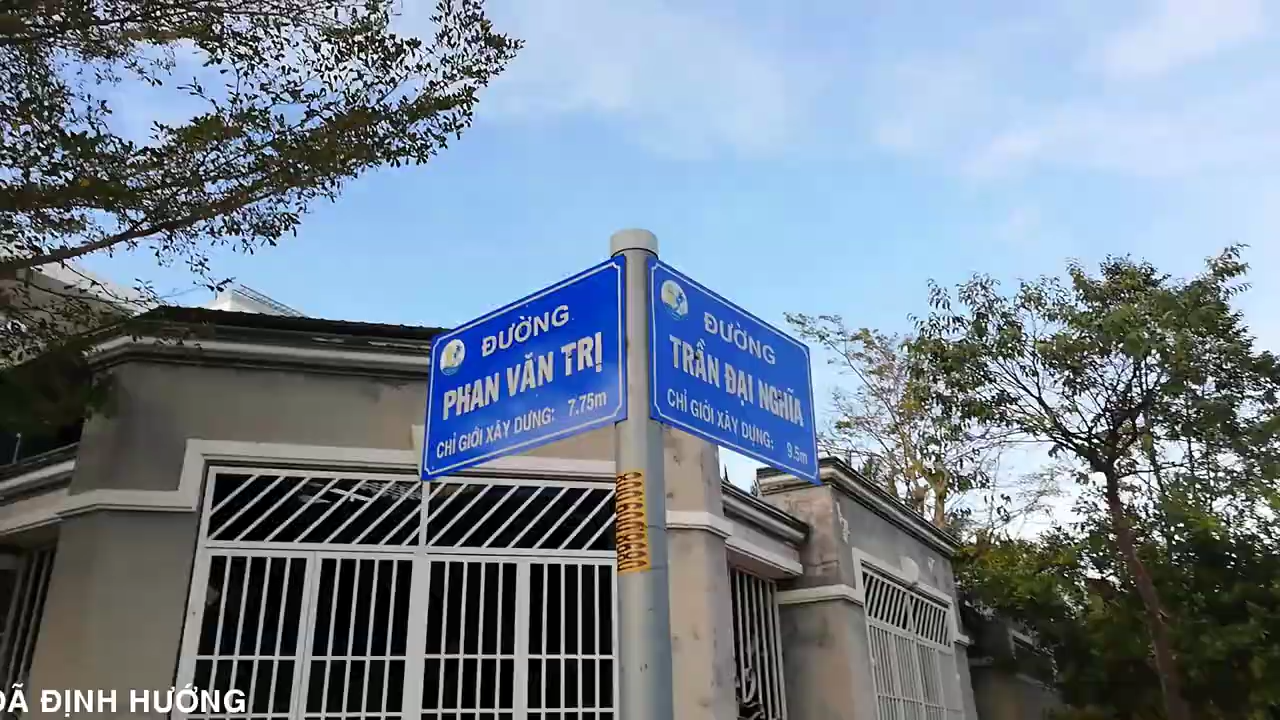 ĐƯỜNG
PHAN VĂN TRỊ
CHỈ GIỚI XÂY DỰNG: 7.75m
ĐƯỜNG
TRẦN ĐẠI NGHĨA
CHỈ GIỚI XÂY DỰNG: 9.5m
ĐÃ ĐỊNH HƯỚNG